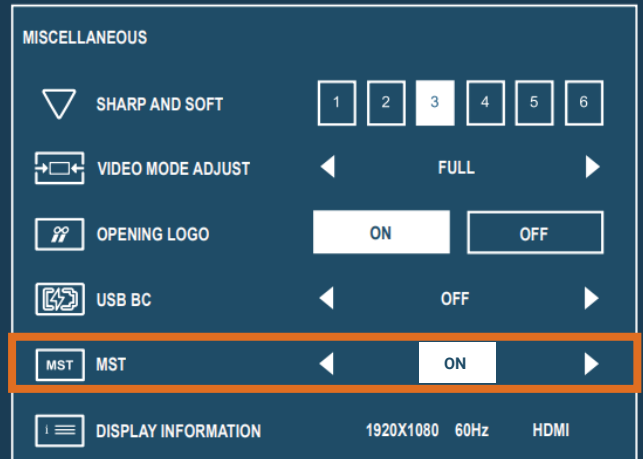 MISCELLANEOUS
SHARP AND SOFT 1 2 3 4 5 6
VIDEO MODE ADJUST FULL
OPENING LOGO ON OFF
USB BC OFF
MST MST ON
i DISPLAY INFORMATION 1920X1080 60Hz HDMI